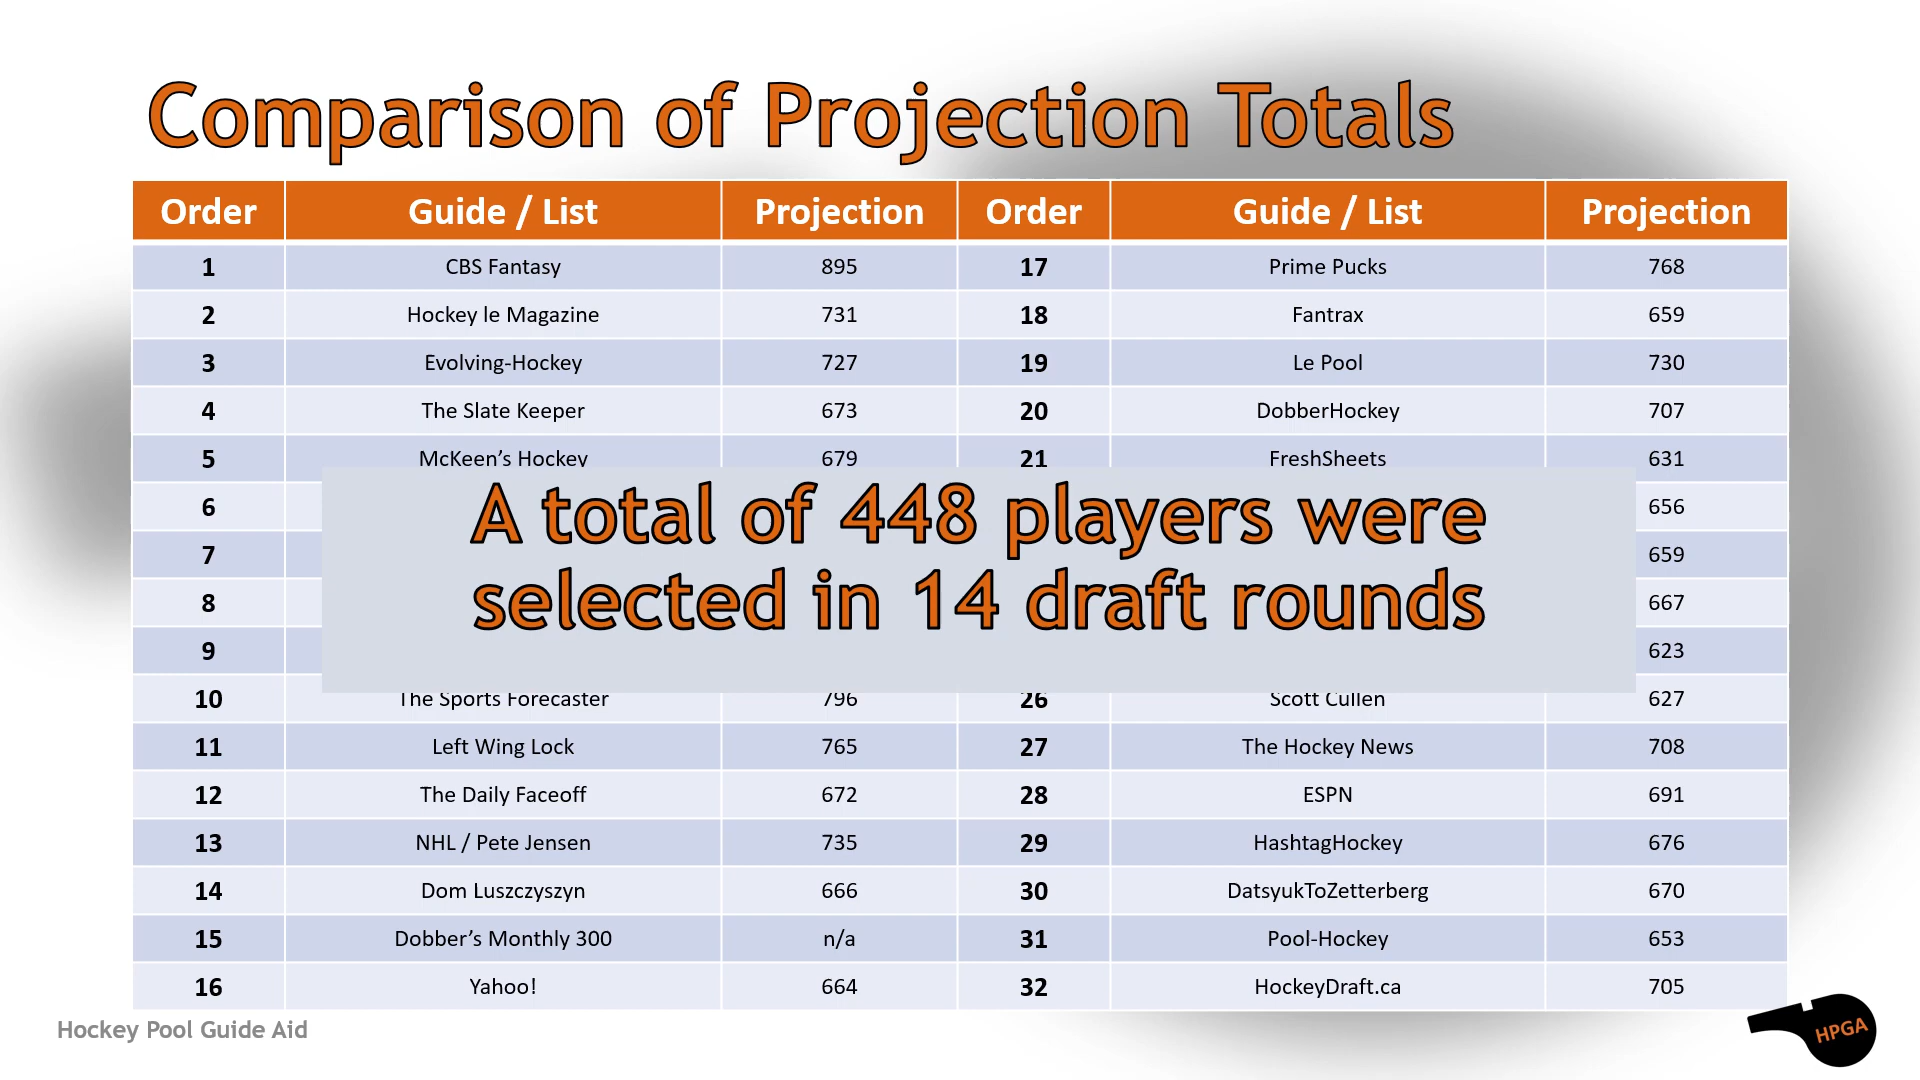 Comparison of Projection Totals
Order Guide / List Projection Order Guide / List Projection
1 CBS Fantasy 895 17 Prime Pucks 768
2 Hockey le Magazine 731 18 Fantrax 659
3 Evolving-Hockey 727 19 Le Pool 730
4 The Slate Keeper 673 20 DobberHockey 707
5 McKeen’s Hockey 679 21 FreshSheets 631
6 656
A total of 448 players were
7 659
selected in 14 draft rounds
8 667
9 623
10 The Sports Forecaster 796 26 Scott Cullen 627
11 Left Wing Lock 765 27 The Hockey News 708
12 The Daily Faceoff 672 28 ESPN 691
13 NHL / Pete Jensen 735 29 HashtagHockey 676
14 Dom Luszczyszyn 666 30 DatsyukToZetterberg 670
15 Dobber’s Monthly 300 n/a 31 Pool-Hockey 653
16 Yahoo! 664 32 HockeyDraft.ca 705
Hockey Pool Guide Aid
HPGA